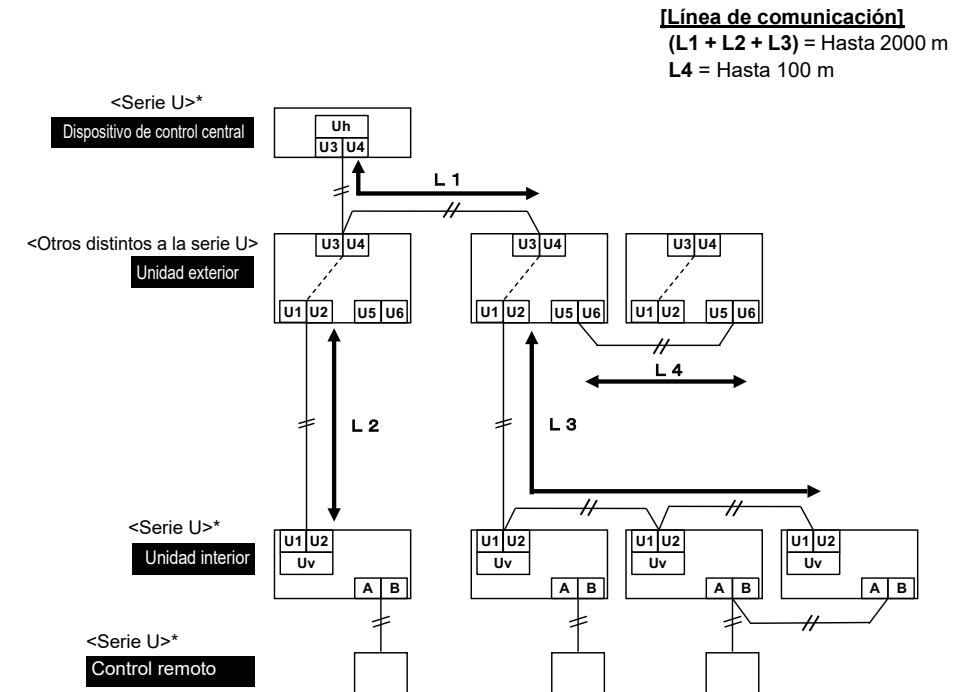 [Línea de comunicación]
(L1 + L2 + L3) = Hasta 2000 m
L4 = Hasta 100 m
<Serie U>*
Dispositivo de control central
Uh
U3 U4
L 1
<Otros distintos a la serie U>
Unidad exterior
U3 U4 U3 U4 U3 U4
U1 U2 U5 U6 U1 U2 U5 U6 U1 U2 U5 U6
L 4
L 2 L 3
<Serie U>*
Unidad interior
U1 U2 U1 U2 U1 U2 U1 U2
Uv Uv Uv Uv
A B A B A B A B
<Serie U>*
Control remoto